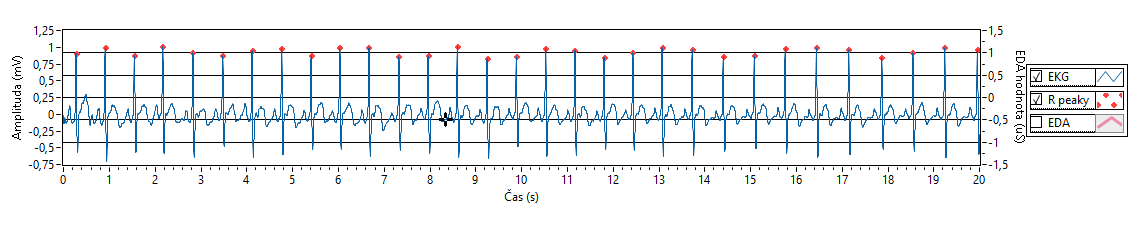 1,25
1
0,75
0,5
0,25
0
-0,25
-0,5
-0,75
Amplituda (mV)
0 1 2 3 4 5 6 7 8 9 10 11 12 13 14 15 16 17 18 19 20
Čas (s)
1,5
1
0,5
0
-0,5
-1
-1,5
EDA hodnota (uS)
EKG
R peaky
EDA